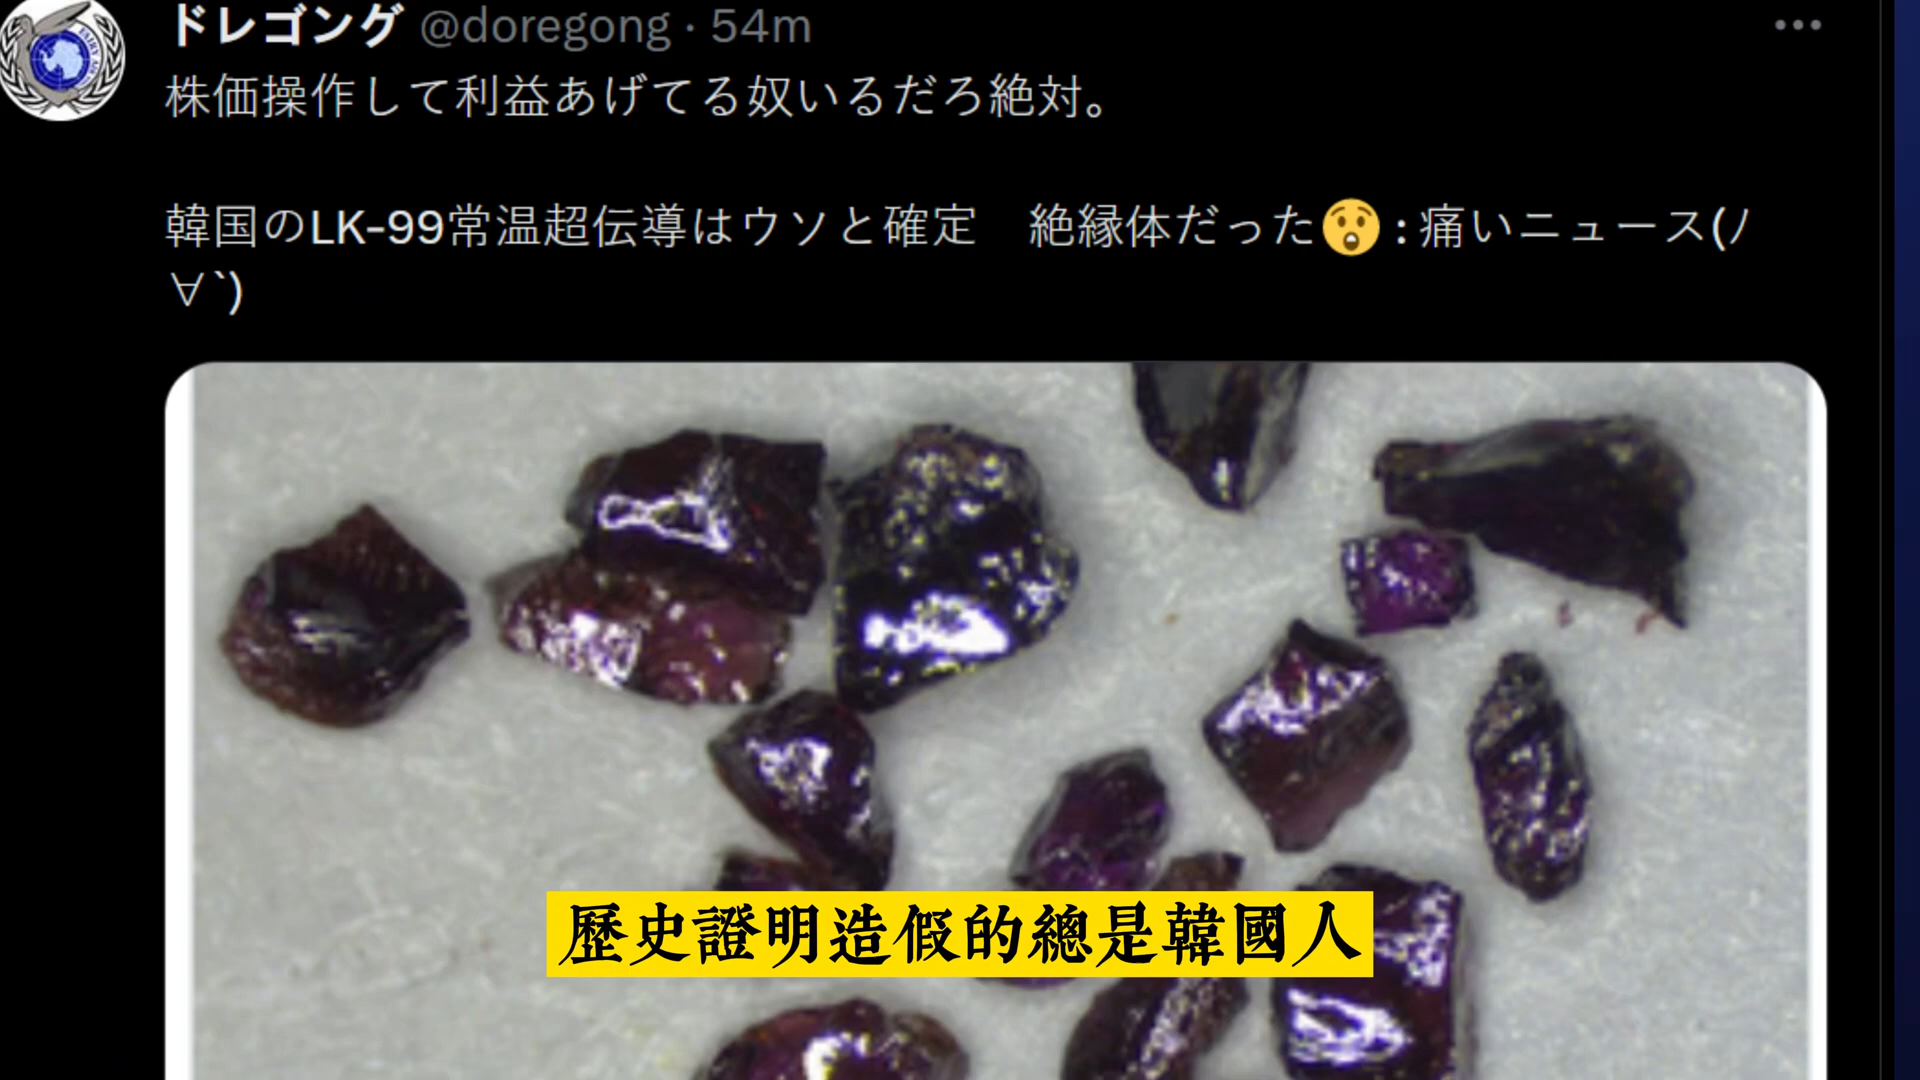 ドレゴング @doregong · 54m
株価操作して利益あげてる奴いるだろ絶対。
韓国のLK-99常温超伝導はウソと確定　絶縁体だった😲 : 痛いニュース(ﾉ
∀`)
歷史證明造假的總是韓國人